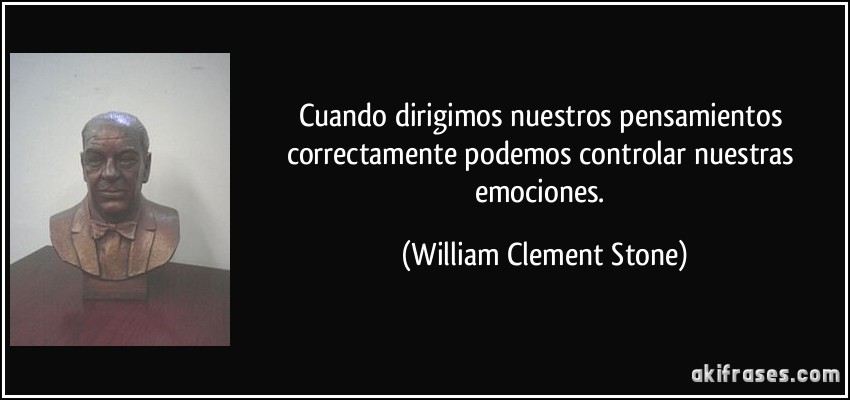 Cuando dirigimos nuestros pensamientos
correctamente podemos controlar nuestras
emociones.
(William Clement Stone)
akifrases.com